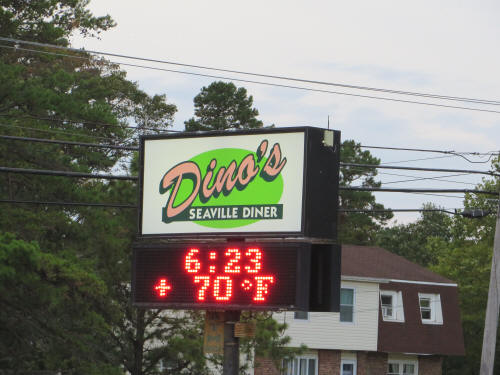 Dino's
SEAVILLE DINER
6:23
+ 70°F